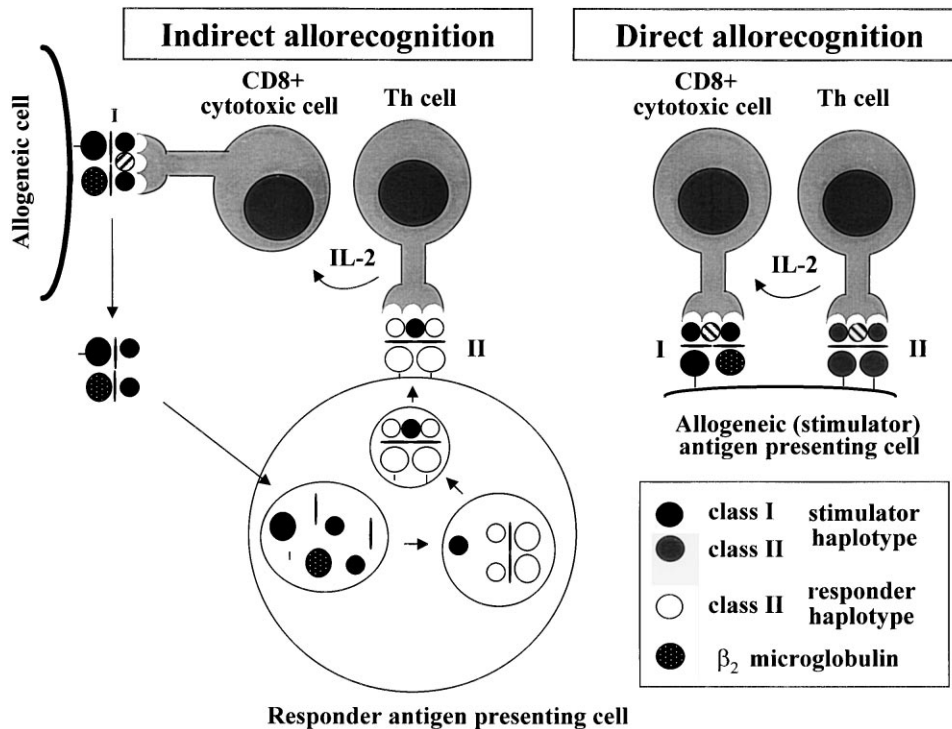 Indirect allorecognition
Direct allorecognition
CD8+
cytotoxic cell
Th cell
CD8+
cytotoxic cell
Th cell
Allogeneic cell
I
IL-2
IL-2
II
I
II
Allogeneic (stimulator)
antigen presenting cell
class I stimulator
haplotype
class II
class II responder
haplotype
β2 microglobulin
Responder antigen presenting cell